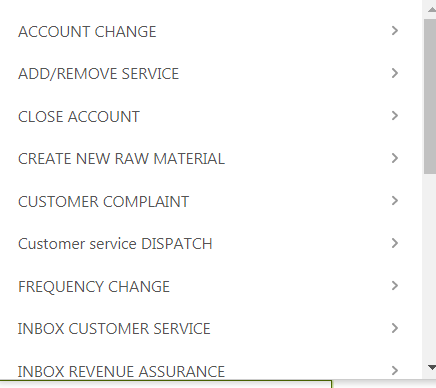 ACCOUNT CHANGE
ADD/REMOVE SERVICE
CLOSE ACCOUNT
CREATE NEW RAW MATERIAL
CUSTOMER COMPLAINT
Customer service DISPATCH
FREQUENCY CHANGE
INBOX CUSTOMER SERVICE
INBOX REVENUE ASSURANCE